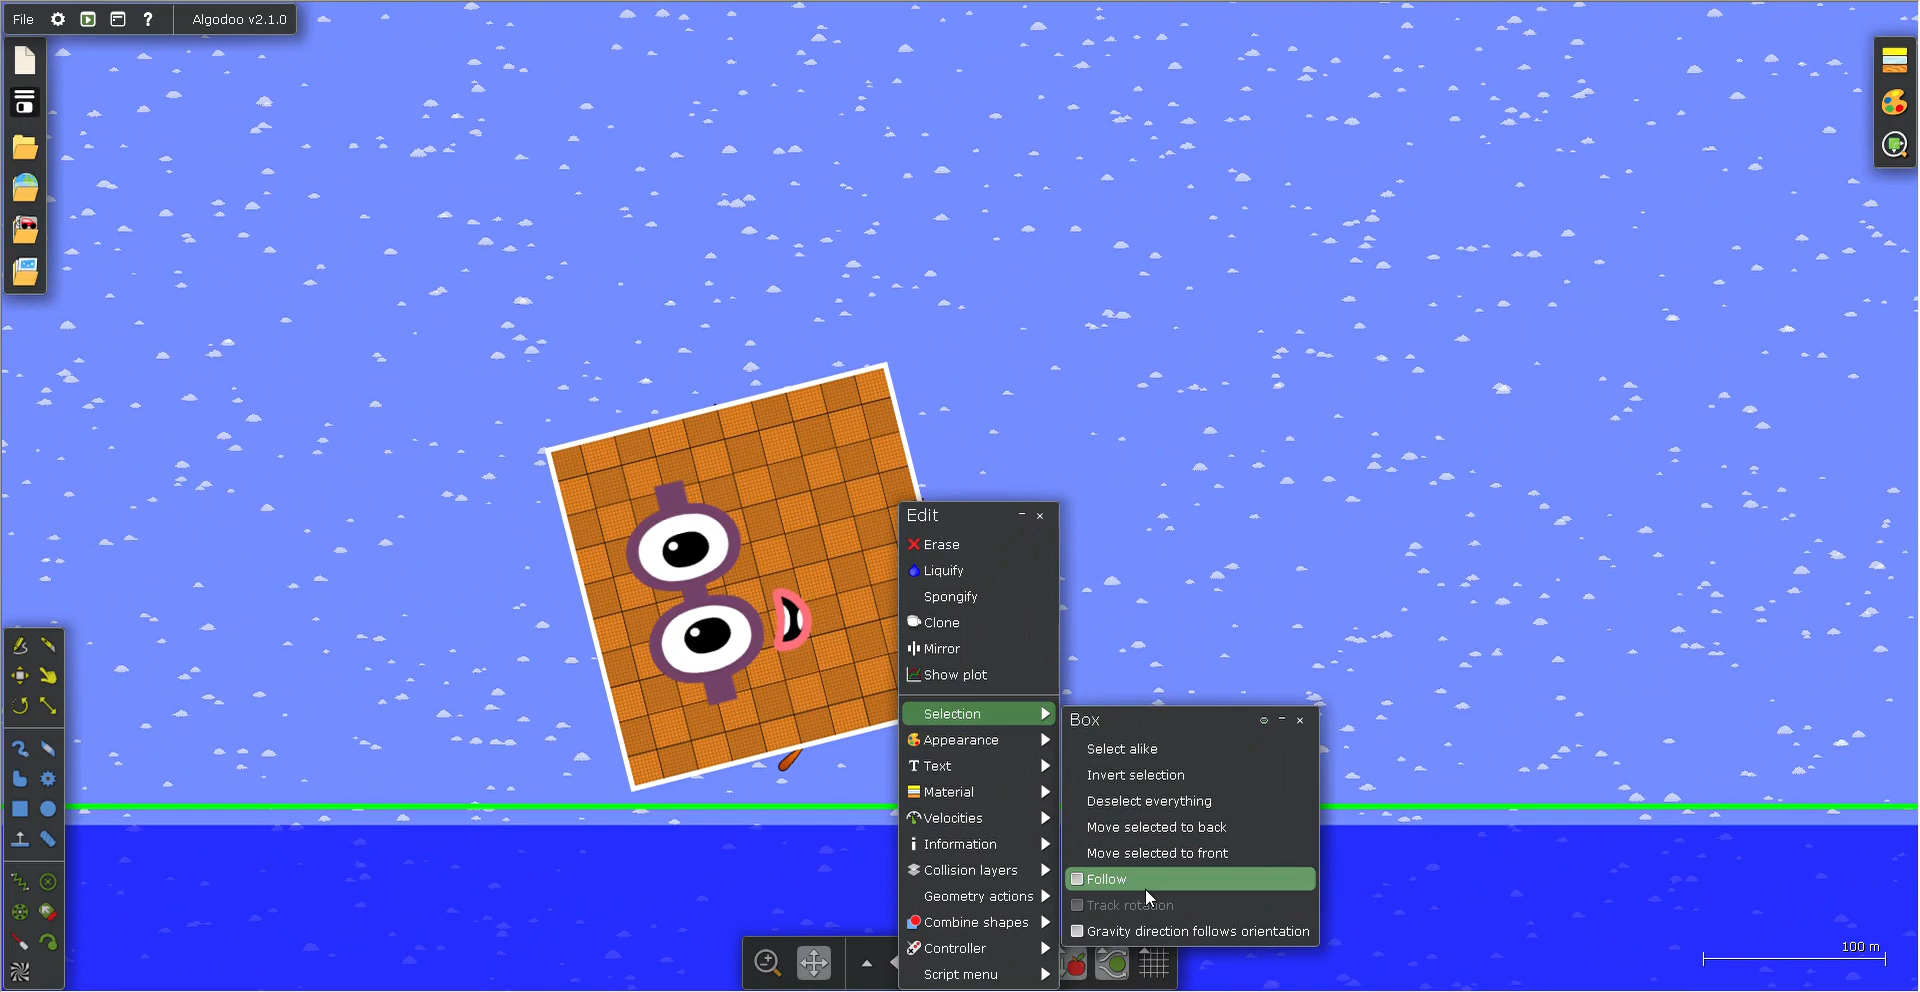 File ? Algodoo v2.1.0
Edit
Erase
Liquify
Spongify
Clone
Mirror
Show plot
Selection
Appearance
Text
Material
Velocities
Information
Collision layers
Geometry actions
Combine shapes
Controller
Script menu
Box
Select alike
Invert selection
Deselect everything
Move selected to back
Move selected to front
Follow
Track rotation
Gravity direction follows orientation
100 m